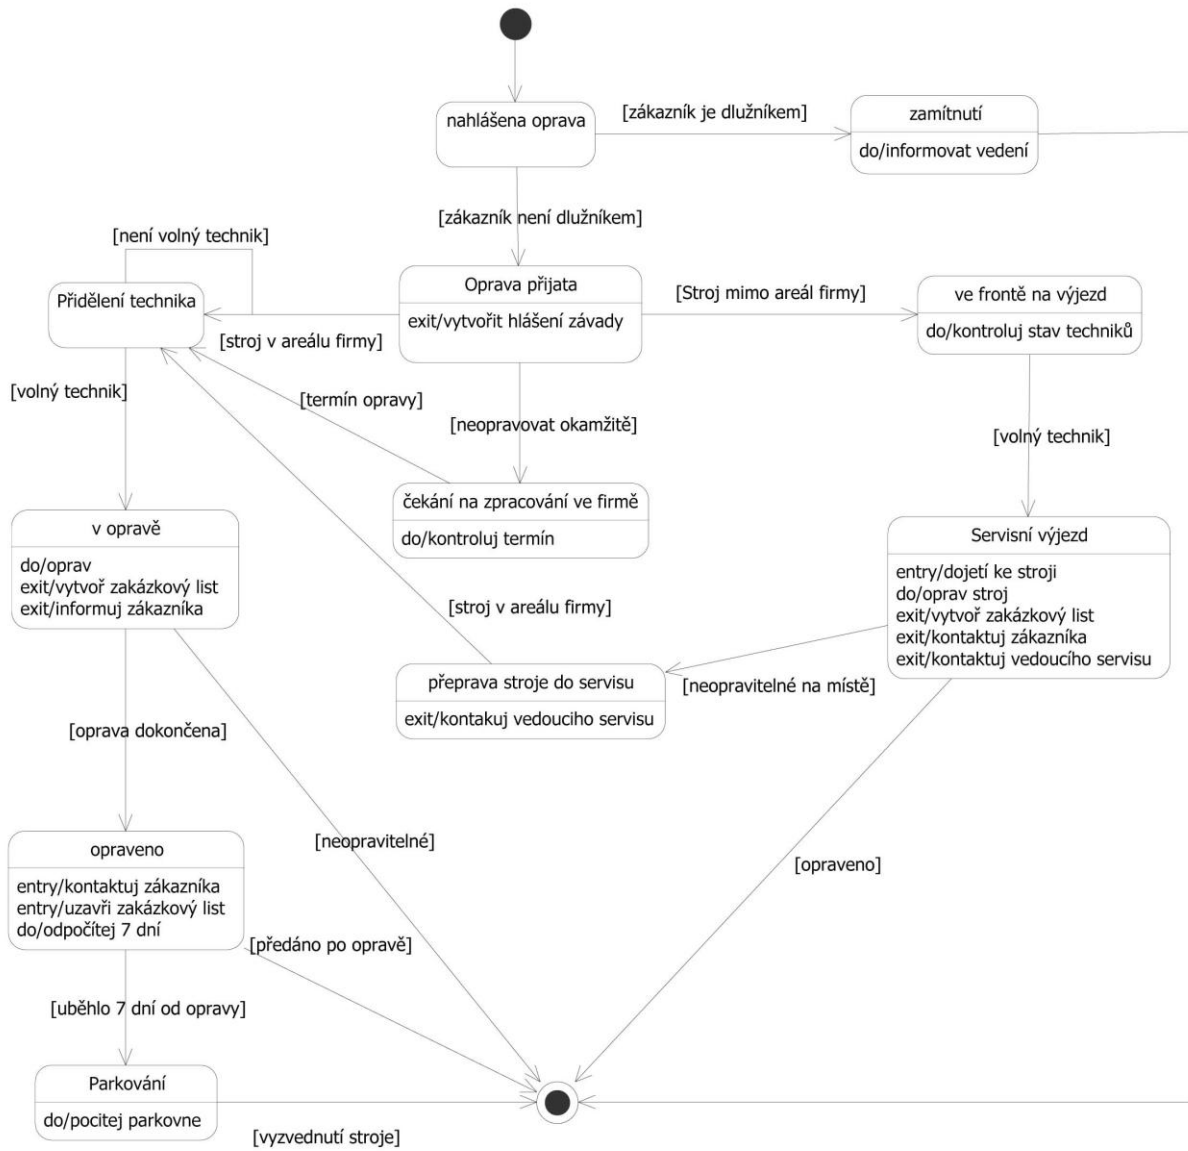 nahlášena oprava
[zákazník je dlužníkem]
zamítnutí
do/informovat vedení
[zákazník není dlužníkem]
[není volný technik]
Přidělení technika
Oprava přijata
exit/vytvořit hlášení závady
[Stroj mimo areál firmy]
ve frontě na výjezd
do/kontroluj stav techniků
[stroj v areálu firmy]
[volný technik]
[termín opravy]
[neopravovat okamžitě]
[volný technik]
čekání na zpracování ve firmě
do/kontroluj termín
v opravě
do/oprav
exit/vytvoř zakázkový list
exit/informuj zákazníka
Servisní výjezd
entry/dojetí ke stroji
do/oprav stroj
exit/vytvoř zakázkový list
exit/kontaktuj zákazníka
exit/kontaktuj vedoucího servisu
[stroj v areálu firmy]
přeprava stroje do servisu
exit/kontakuj vedouciho servisu
[neopravitelné na místě]
[oprava dokončena]
[neopravitelné]
[opraveno]
opraveno
entry/kontaktuj zákazníka
entry/uzavři zakázkový list
do/odpočítej 7 dní
[předáno po opravě]
[uběhlo 7 dní od opravy]
Parkování
do/pocitej parkovne
[vyzvednutí stroje]